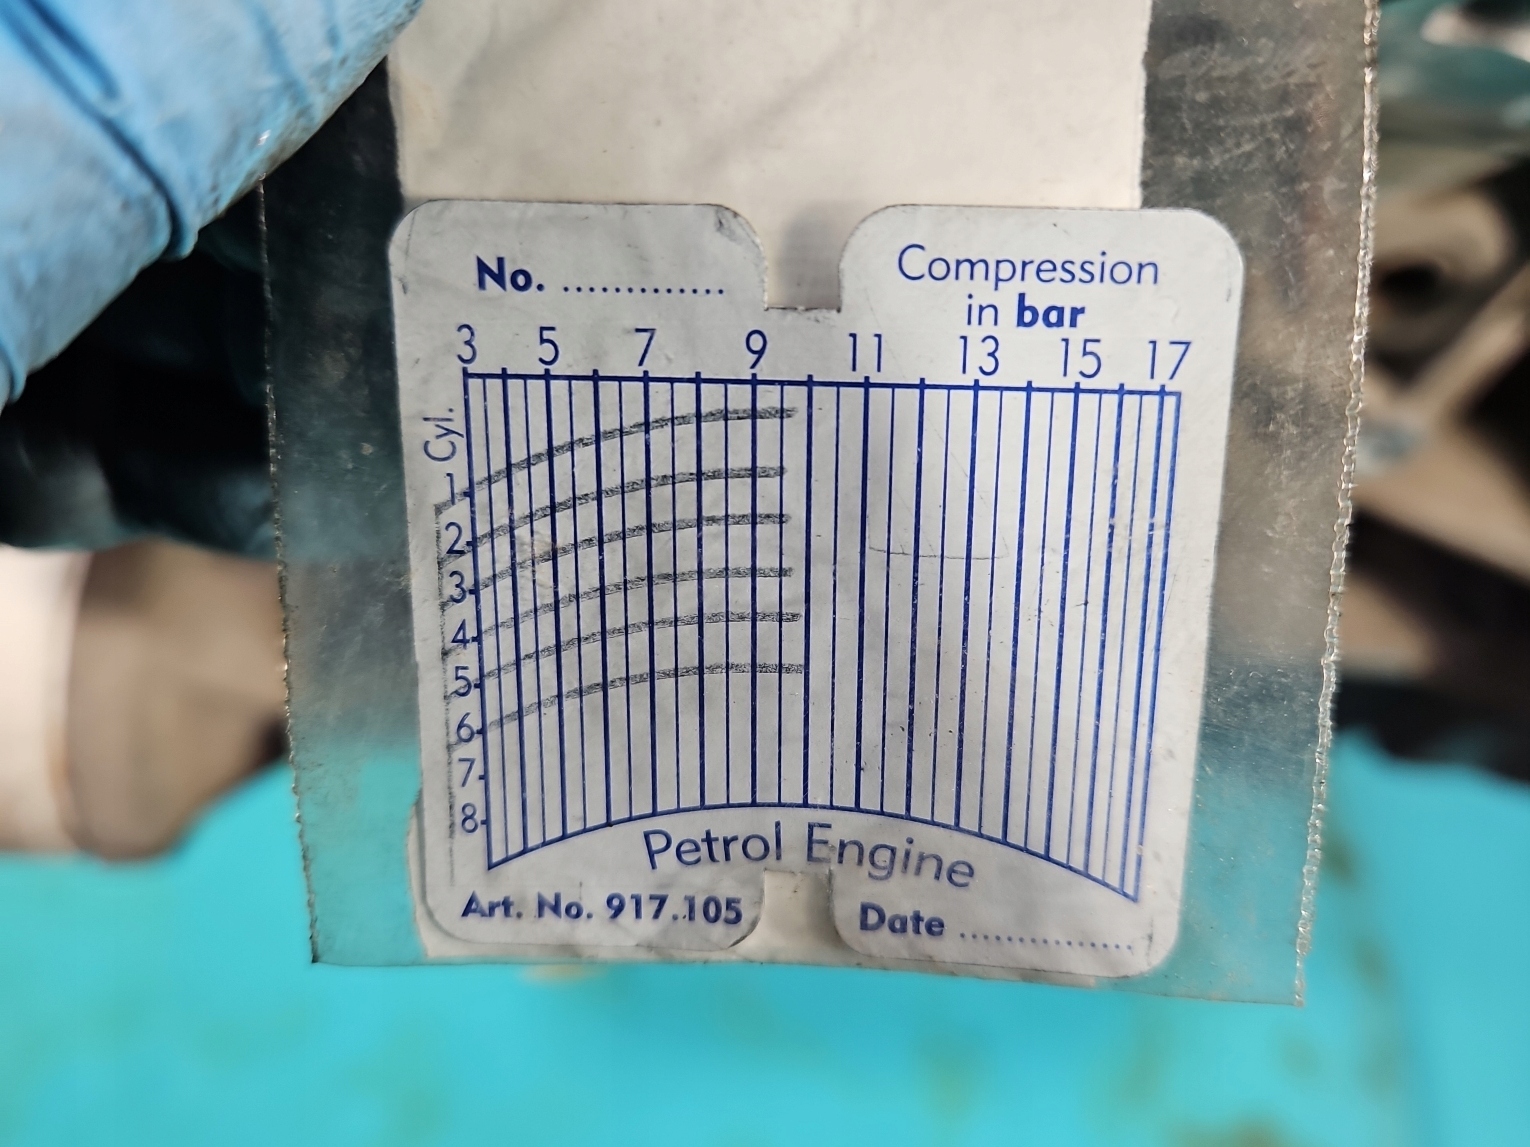 No. .............
Compression
in bar
3 5 7 9 11 13 15 17
Cyl.
1
2
3
4
5
6
7
8
Petrol Engine
Art. No. 917.105
Date ................